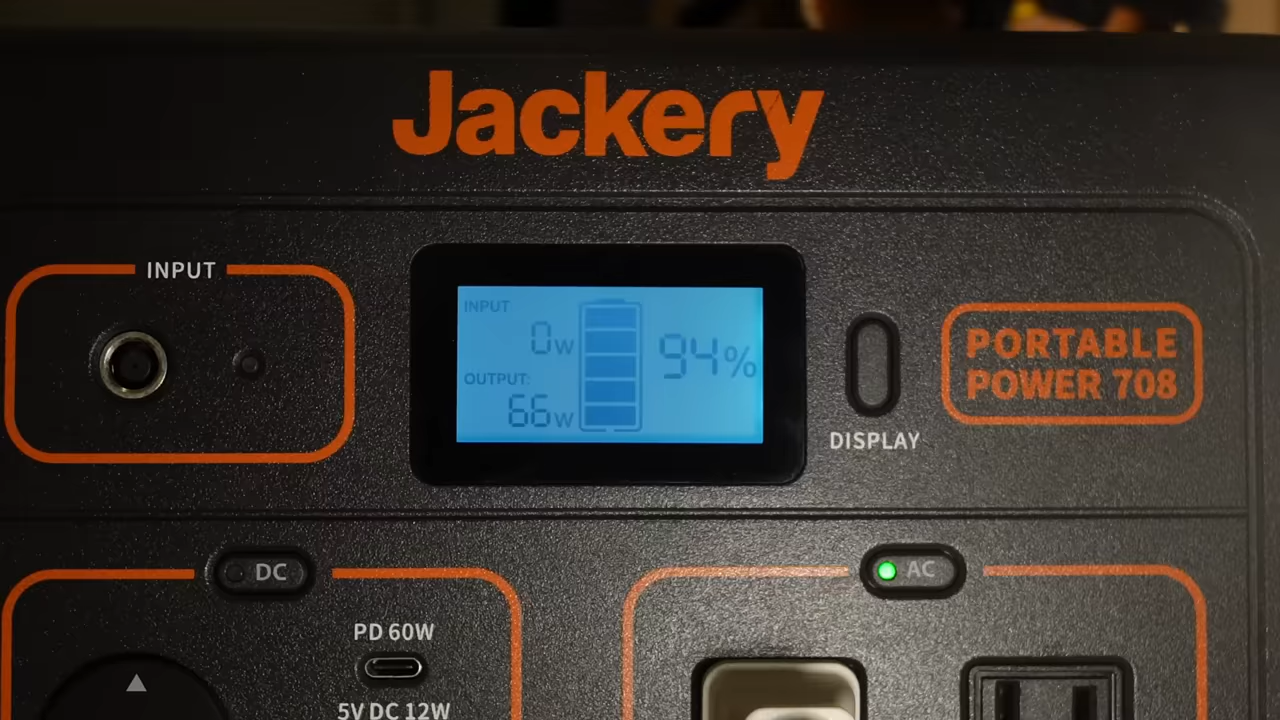 Jackery
INPUT
INPUT
0W
94%
OUTPUT:
66W
DISPLAY
PORTABLE
POWER 708
DC
AC
PD 60W
5V DC 12W